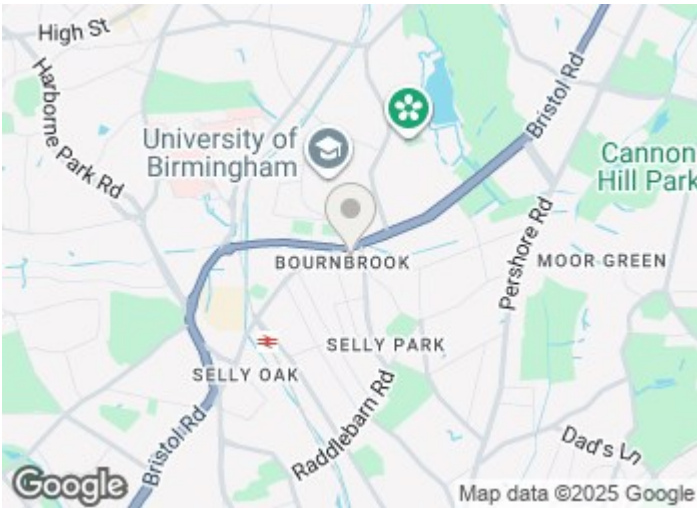 High St
Harborne Park Rd
University of
Birmingham
Bristol Rd
Cannon
Hill Park
Pershore Rd
BOURNBROOK
MOOR GREEN
SELLY PARK
SELLY OAK
Raddlebarn Rd
Bristol Rd
Dad's Ln
Google
Map data ©2025 Google